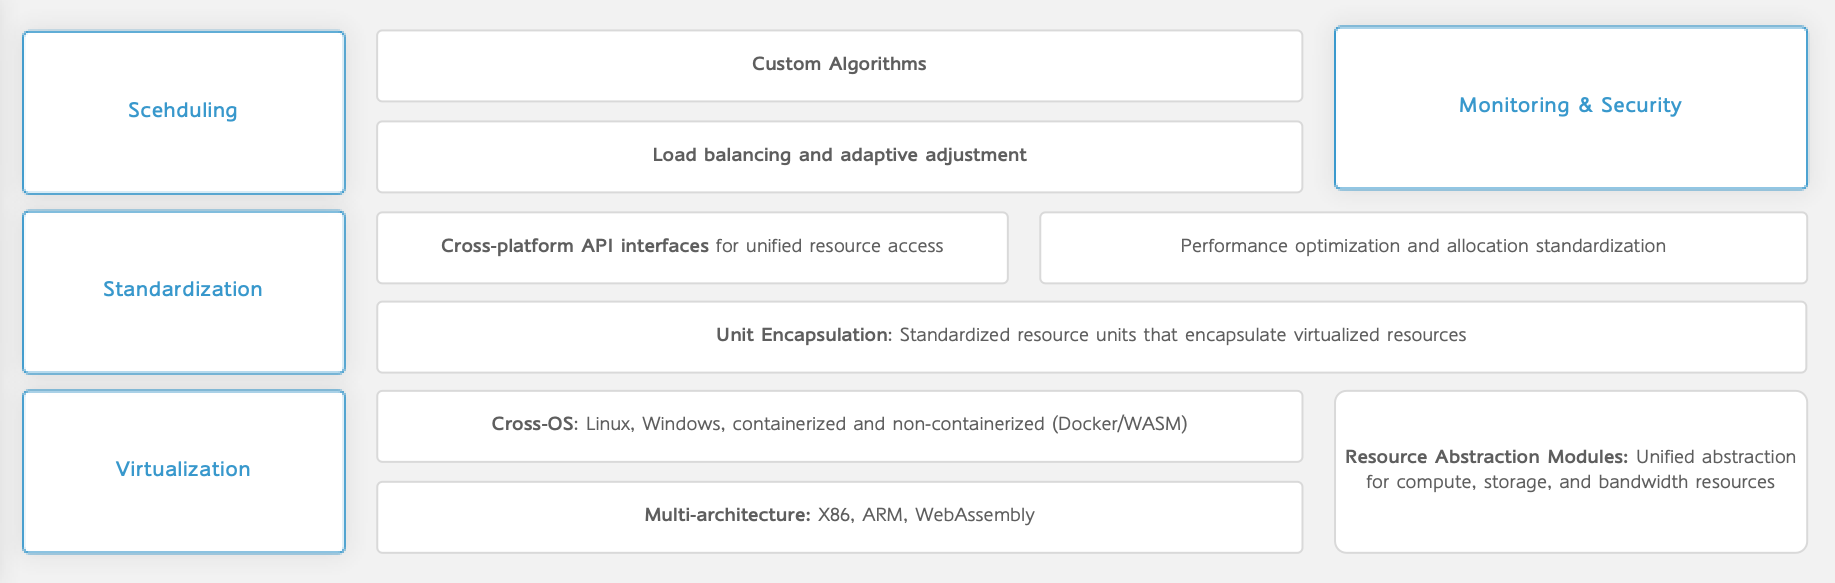 Scehduling
Custom Algorithms
Load balancing and adaptive adjustment
Monitoring & Security
Standardization
Cross-platform API interfaces for unified resource access
Performance optimization and allocation standardization
Unit Encapsulation: Standardized resource units that encapsulate virtualized resources
Virtualization
Cross-OS: Linux, Windows, containerized and non-containerized (Docker/WASM)
Multi-architecture: X86, ARM, WebAssembly
Resource Abstraction Modules: Unified abstraction
for compute, storage, and bandwidth resources